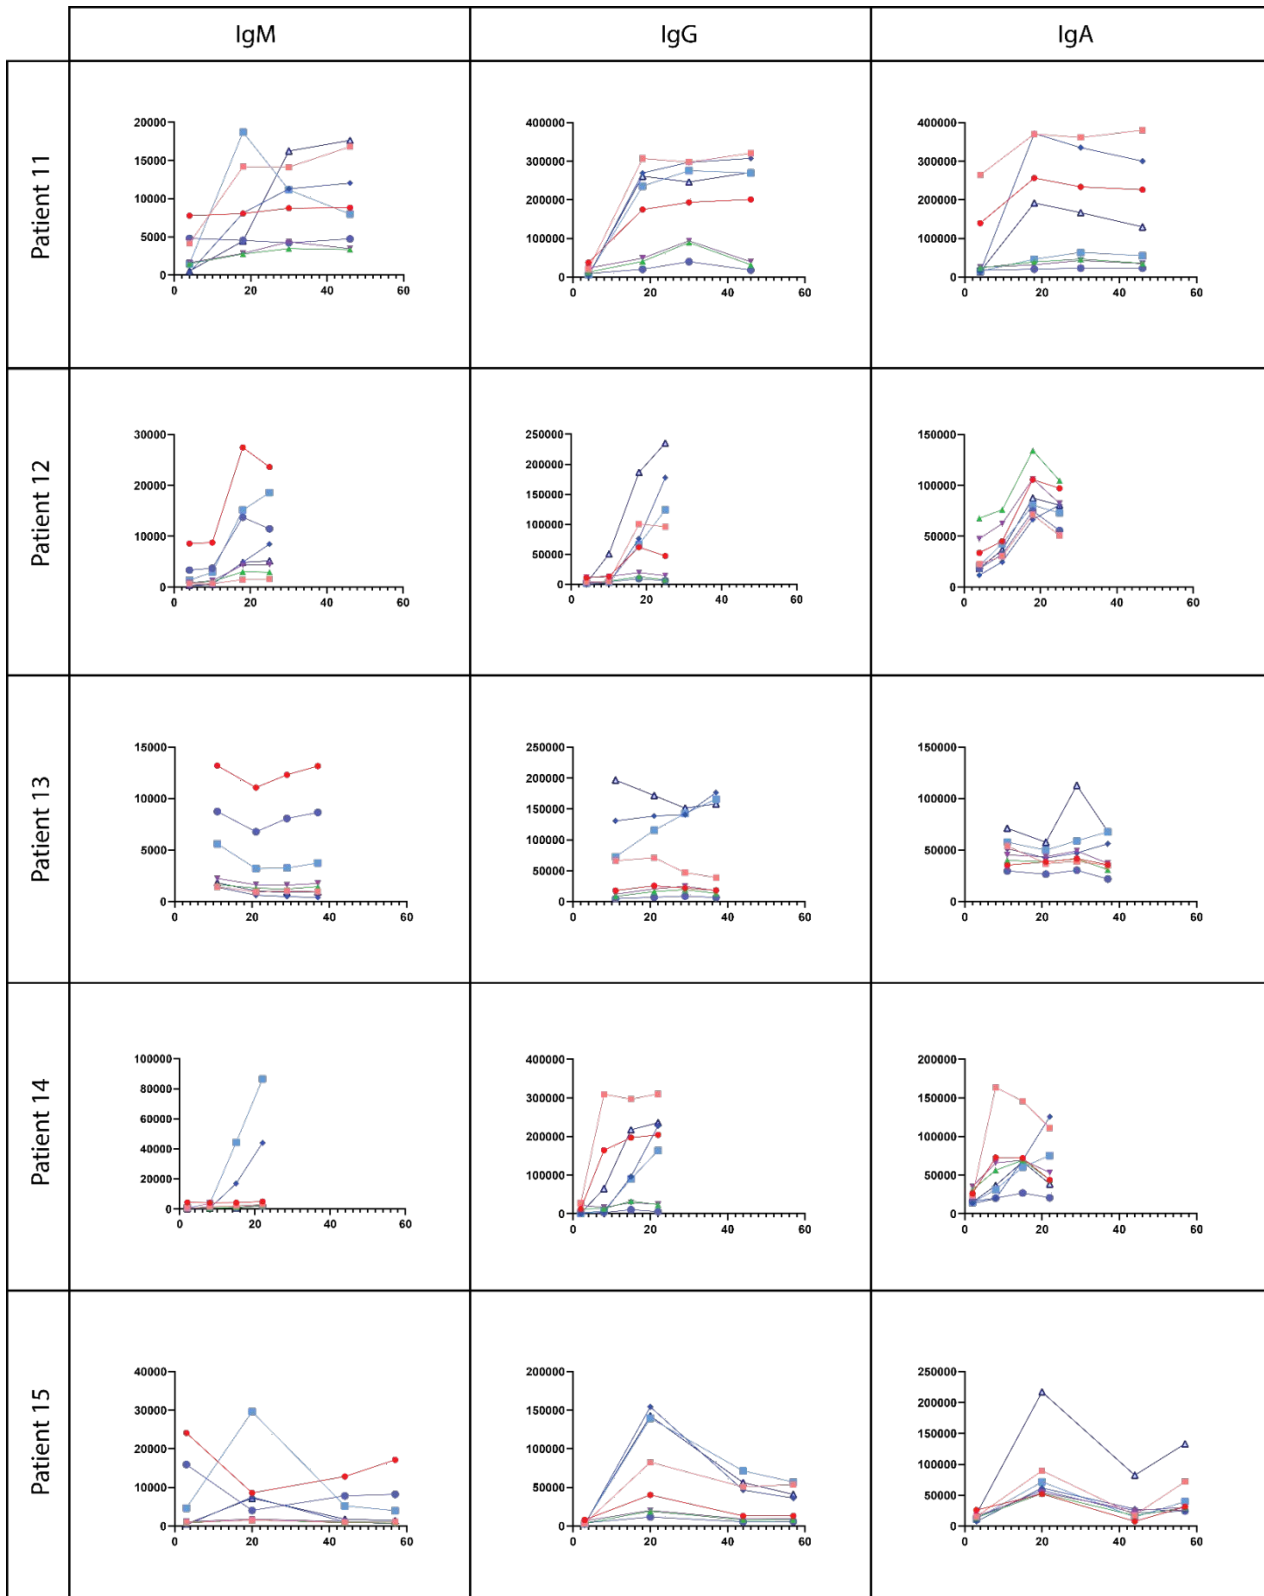 IgM IgG IgA
Patient 11
20000 400000 400000
15000 300000 300000
10000 200000 200000
5000 100000 100000
0 0 0
0 20 40 60 0 20 40 60 0 20 40 60
Patient 12
30000 250000 150000
20000 200000 100000
10000 150000 50000
0 100000 0
50000
0
0 20 40 60 0 20 40 60 0 20 40 60
Patient 13
15000 250000 150000
10000 200000 100000
5000 150000 50000
0 100000 0
50000
0
0 20 40 60 0 20 40 60 0 20 40 60
Patient 14
100000 400000 200000
80000 300000 150000
60000 200000 100000
40000 100000 50000
20000 0 0
0
0 20 40 60 0 20 40 60 0 20 40 60
Patient 15
40000 200000 250000
30000 150000 200000
20000 100000 150000
10000 50000 100000
0 0 50000
0
0 20 40 60 0 20 40 60 0 20 40 60